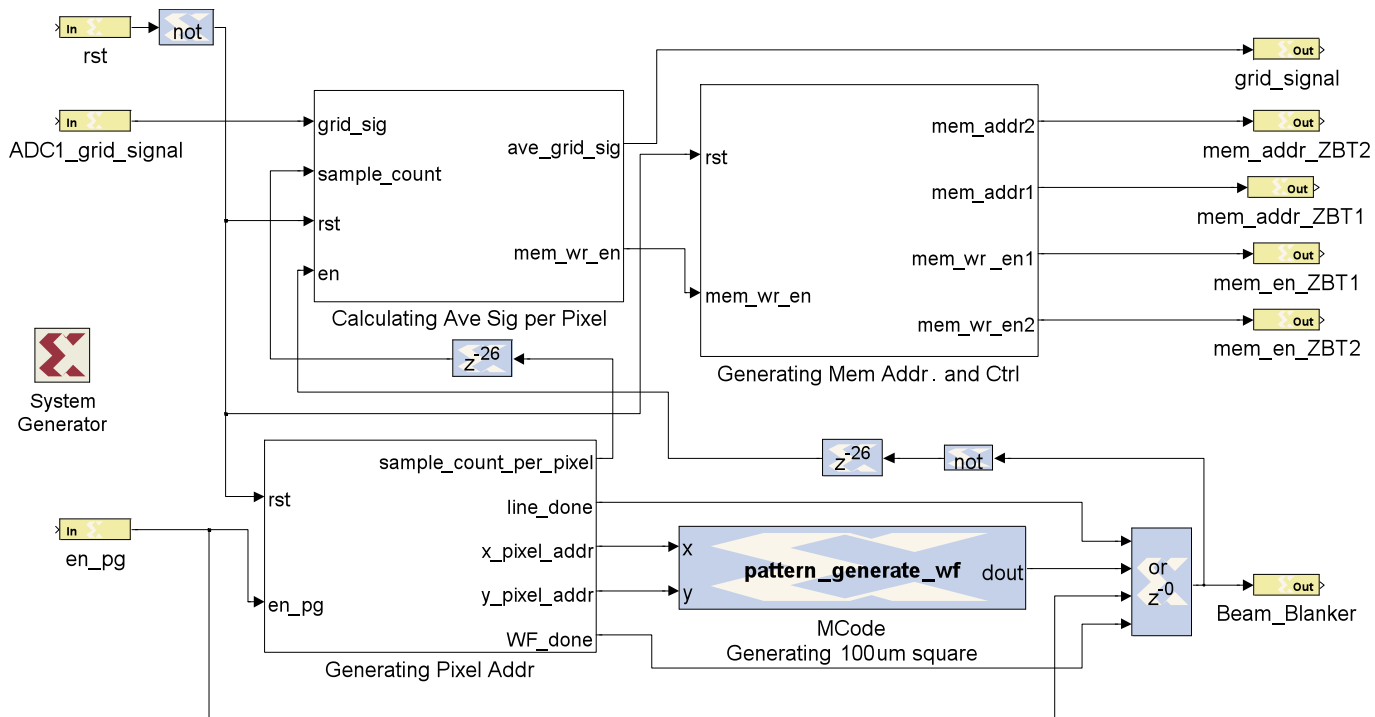 In
rst
not
In
ADC1_grid_signal
grid_sig
sample_count
rst
en
ave_grid_sig
mem_wr_en
Calculating Ave Sig per Pixel
rst
mem_wr_en
mem_addr2
mem_addr1
mem_wr _en1
mem_wr_en2
Generating Mem Addr . and Ctrl
Out
grid_signal
Out
mem_addr_ZBT2
Out
mem_addr_ZBT1
Out
mem_en_ZBT1
Out
mem_en_ZBT2
System
Generator
z-26
z-26
not
In
en_pg
rst
en_pg
sample_count_per_pixel
line_done
x_pixel_addr
y_pixel_addr
WF_done
Generating Pixel Addr
x
y
pattern_generate_wf
dout
MCode
Generating 100um square
or
z-0
Out
Beam_Blanker